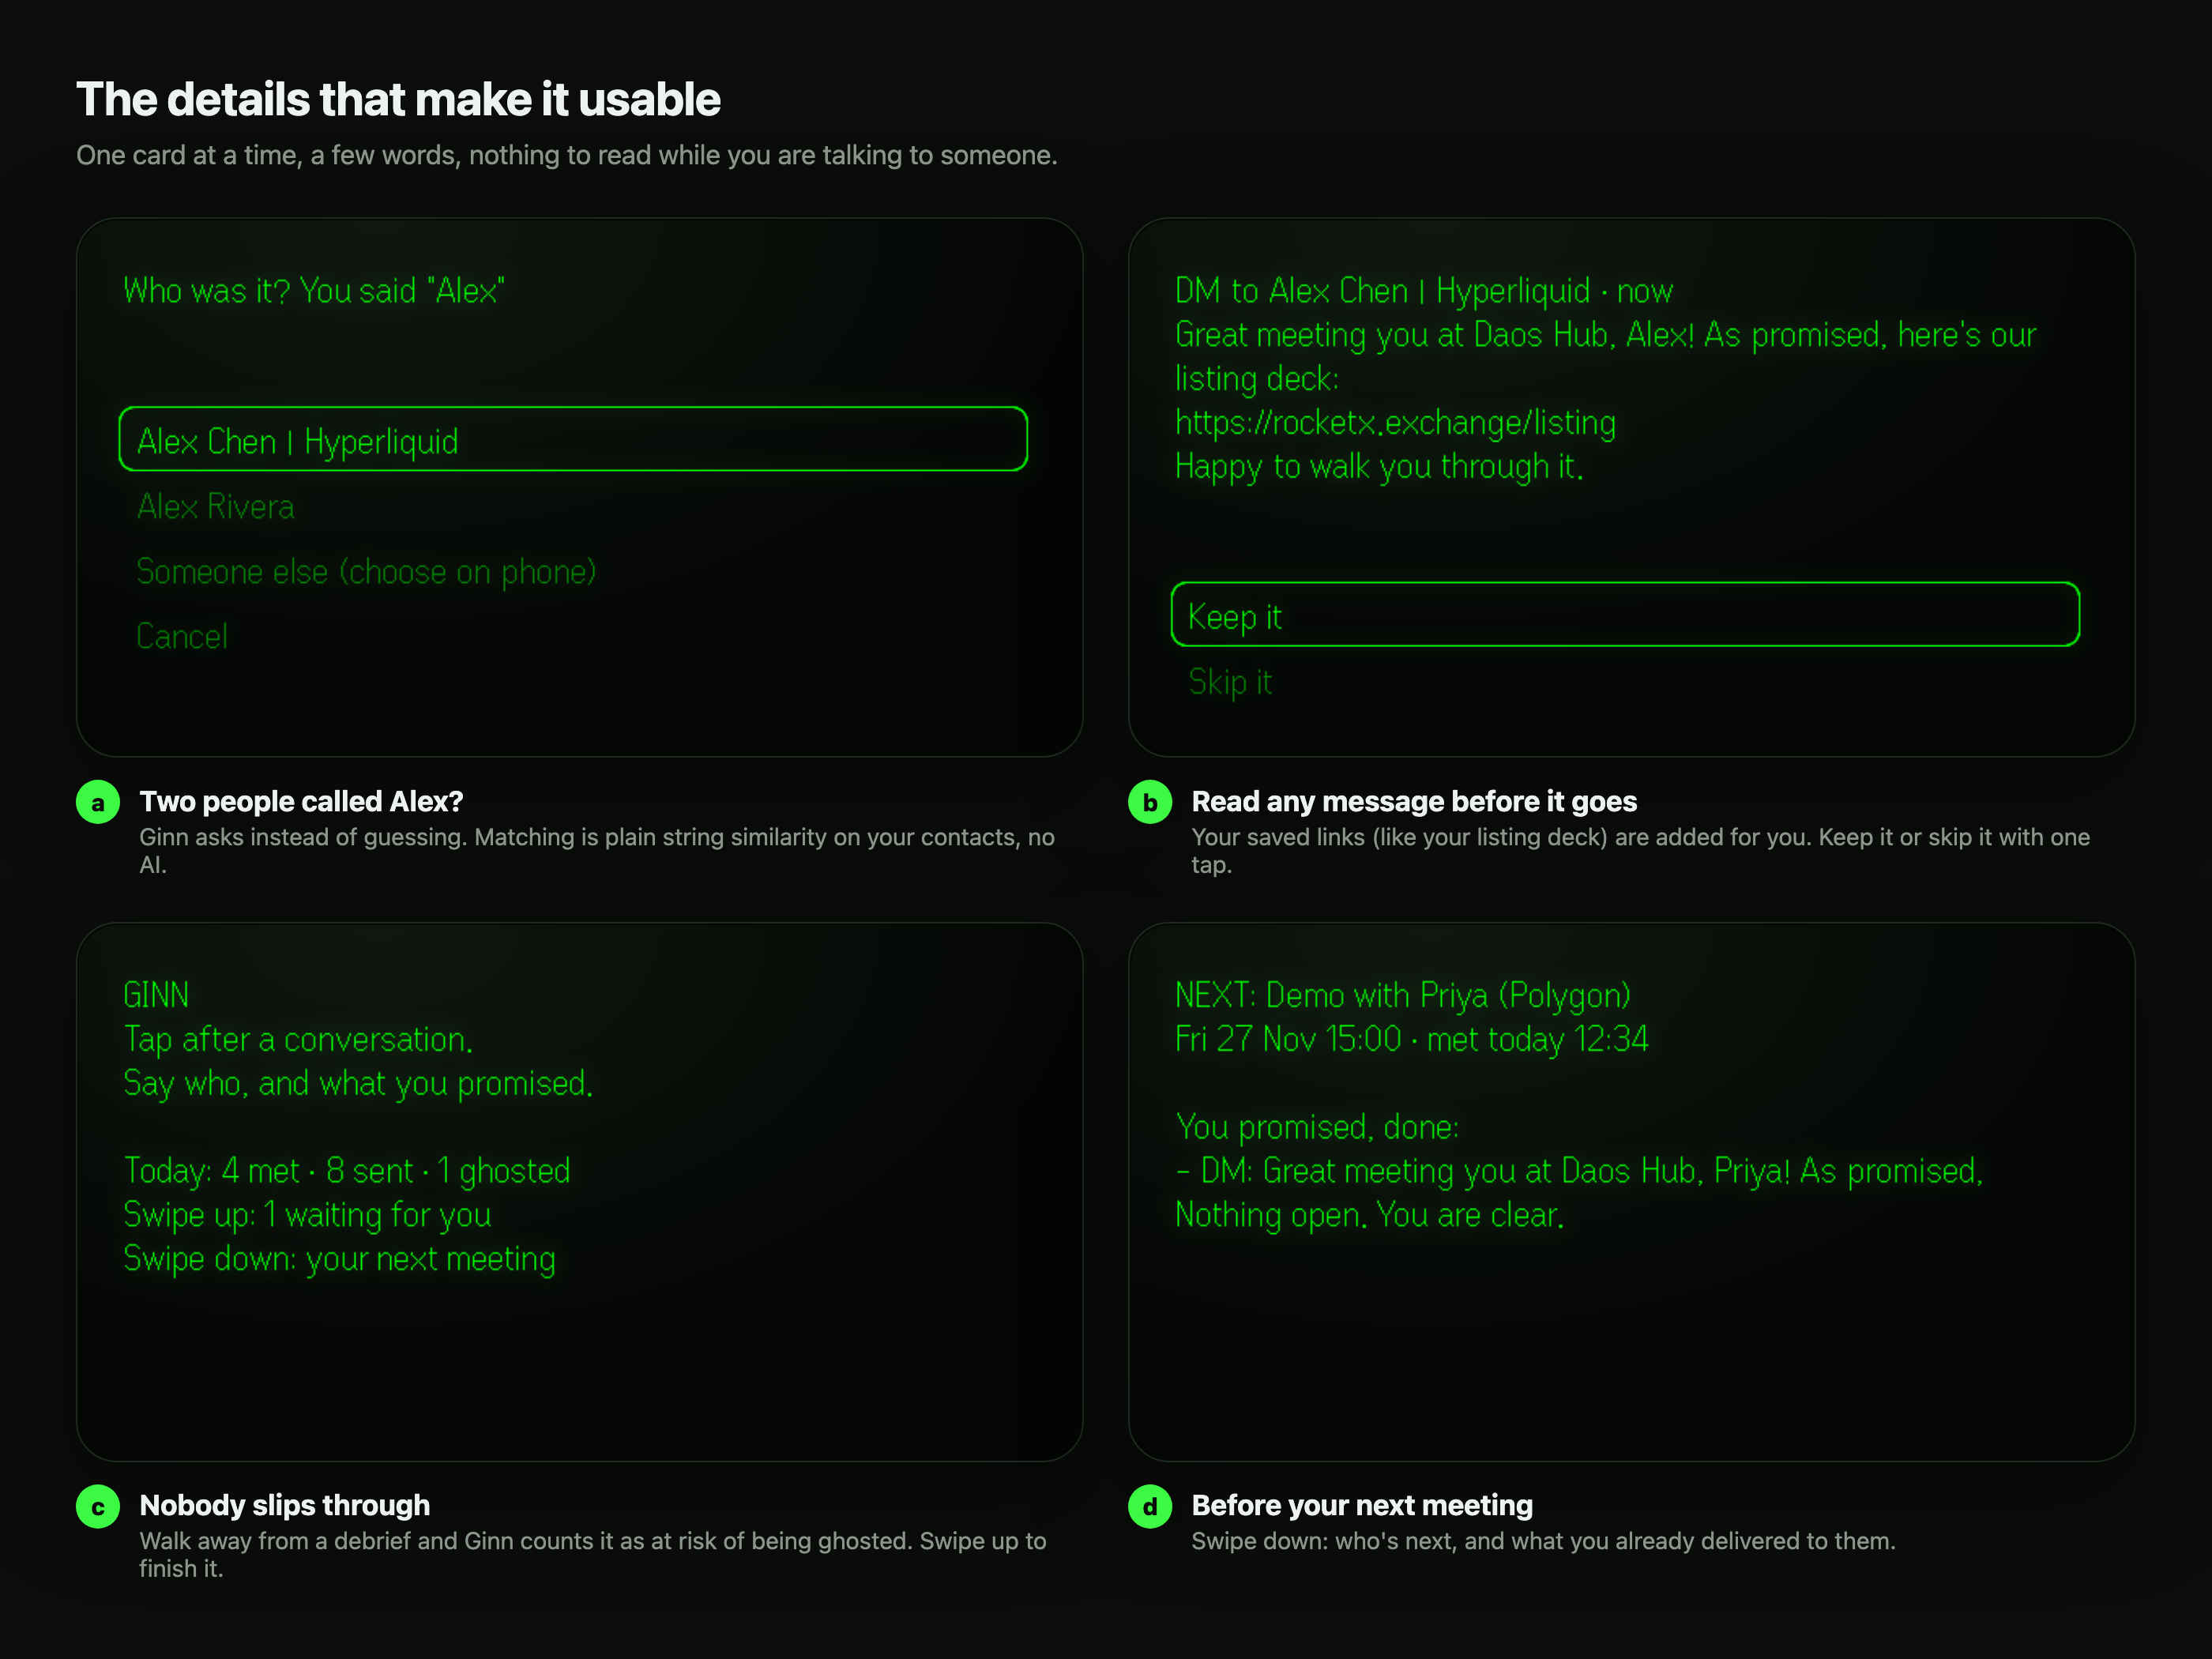 The details that make it usable
One card at a time, a few words, nothing to read while you are talking to someone.
Who was it? You said "Alex"
Alex Chen | Hyperliquid
Alex Rivera
Someone else (choose on phone)
Cancel
a
Two people called Alex?
Ginn asks instead of guessing. Matching is plain string similarity on your contacts, no
AI.
DM to Alex Chen | Hyperliquid · now
Great meeting you at Daos Hub, Alex! As promised, here's our
listing deck:
https://rocketx.exchange/listing
Happy to walk you through it.
Keep it
Skip it
b
Read any message before it goes
Your saved links (like your listing deck) are added for you. Keep it or skip it with one
tap.
GINN
Tap after a conversation.
Say who, and what you promised.
Today: 4 met · 8 sent · 1 ghosted
Swipe up: 1 waiting for you
Swipe down: your next meeting
c
Nobody slips through
Walk away from a debrief and Ginn counts it as at risk of being ghosted. Swipe up to
finish it.
NEXT: Demo with Priya (Polygon)
Fri 27 Nov 15:00 · met today 12:34
You promised, done:
- DM: Great meeting you at Daos Hub, Priya! As promised,
Nothing open. You are clear.
d
Before your next meeting
Swipe down: who's next, and what you already delivered to them.